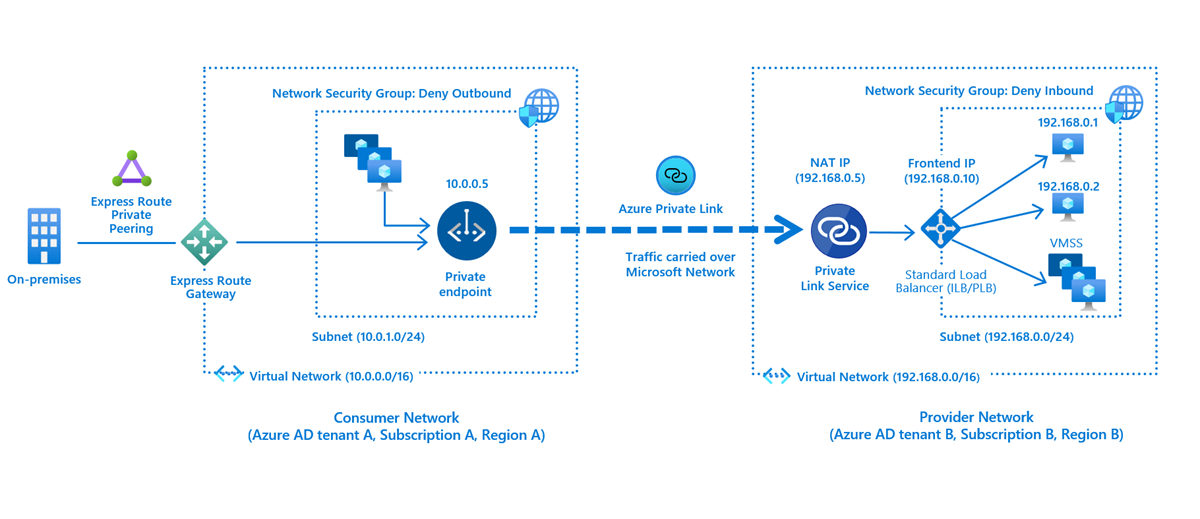 Network Security Group: Deny Outbound
10.0.0.5
Express Route
Private
Peering
On-premises
Express Route
Gateway
Private
endpoint
Subnet (10.0.1.0/24)
Virtual Network (10.0.0.0/16)
Consumer Network
(Azure AD tenant A, Subscription A, Region A)
Azure Private Link
Traffic carried over
Microsoft Network
Network Security Group: Deny Inbound
NAT IP
(192.168.0.5)
Frontend IP
(192.168.0.10)
192.168.0.1
192.168.0.2
VMSS
Private
Link Service
Standard Load
Balancer (ILB/PLB)
Subnet (192.168.0.0/24)
Virtual Network (192.168.0.0/16)
Provider Network
(Azure AD tenant B, Subscription B, Region B)